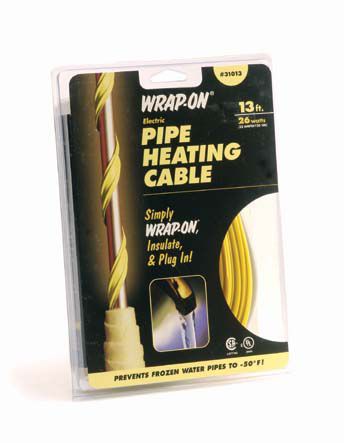 #31013
WRAP-ON®
13 ft.
Electric
26 watts
PIPE
HEATING
CABLE
Simply
WRAP-ON,®
Insulate,
& Plug In!
PREVENTS FROZEN WATER PIPES TO -50°F!